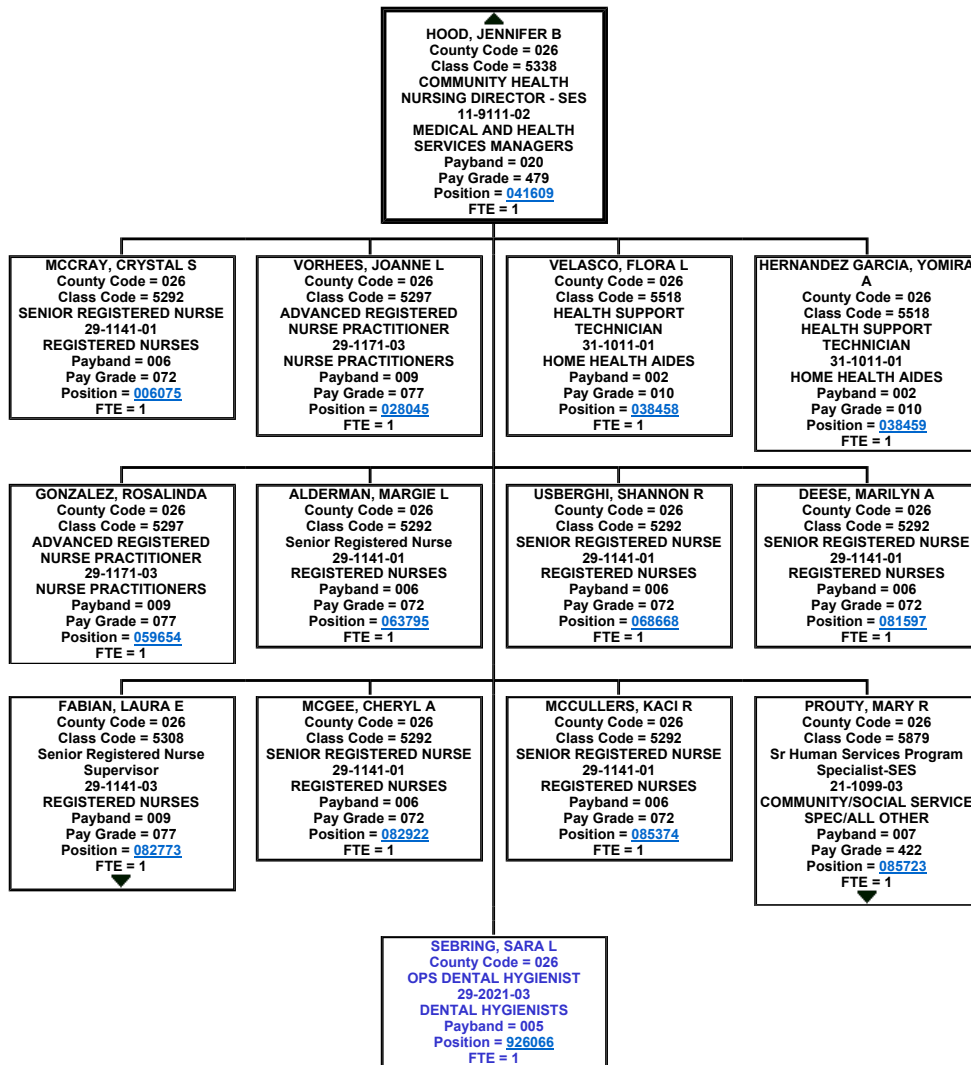 HOOD, JENNIFER B
County Code = 026
Class Code = 5338
COMMUNITY HEALTH
NURSING DIRECTOR - SES
11-9111-02
MEDICAL AND HEALTH
SERVICES MANAGERS
Payband = 020
Pay Grade = 479
Position = 041609
FTE = 1
MCCRAY, CRYSTAL S
County Code = 026
Class Code = 5292
SENIOR REGISTERED NURSE
29-1141-01
REGISTERED NURSES
Payband = 006
Pay Grade = 072
Position = 006075
FTE = 1
VORHEES, JOANNE L
County Code = 026
Class Code = 5297
ADVANCED REGISTERED
NURSE PRACTITIONER
29-1171-03
NURSE PRACTITIONERS
Payband = 009
Pay Grade = 077
Position = 028045
FTE = 1
VELASCO, FLORA L
County Code = 026
Class Code = 5518
HEALTH SUPPORT
TECHNICIAN
31-1011-01
HOME HEALTH AIDES
Payband = 002
Pay Grade = 010
Position = 038458
FTE = 1
HERNANDEZ GARCIA, YOMIRA
A
County Code = 026
Class Code = 5518
HEALTH SUPPORT
TECHNICIAN
31-1011-01
HOME HEALTH AIDES
Payband = 002
Pay Grade = 010
Position = 038459
FTE = 1
GONZALEZ, ROSALINDA
County Code = 026
Class Code = 5297
ADVANCED REGISTERED
NURSE PRACTITIONER
29-1171-03
NURSE PRACTITIONERS
Payband = 009
Pay Grade = 077
Position = 059654
FTE = 1
ALDERMAN, MARGIE L
County Code = 026
Class Code = 5292
Senior Registered Nurse
29-1141-01
REGISTERED NURSES
Payband = 006
Pay Grade = 072
Position = 063795
FTE = 1
USBERGHI, SHANNON R
County Code = 026
Class Code = 5292
SENIOR REGISTERED NURSE
29-1141-01
REGISTERED NURSES
Payband = 006
Pay Grade = 072
Position = 068668
FTE = 1
DEESE, MARILYN A
County Code = 026
Class Code = 5292
SENIOR REGISTERED NURSE
29-1141-01
REGISTERED NURSES
Payband = 006
Pay Grade = 072
Position = 081597
FTE = 1
FABIAN, LAURA E
County Code = 026
Class Code = 5308
Senior Registered Nurse
Supervisor
29-1141-03
REGISTERED NURSES
Payband = 009
Pay Grade = 077
Position = 082773
FTE = 1
MCGEE, CHERYL A
County Code = 026
Class Code = 5292
SENIOR REGISTERED NURSE
29-1141-01
REGISTERED NURSES
Payband = 006
Pay Grade = 072
Position = 082922
FTE = 1
MCCULLERS, KACI R
County Code = 026
Class Code = 5292
SENIOR REGISTERED NURSE
29-1141-01
REGISTERED NURSES
Payband = 006
Pay Grade = 072
Position = 085374
FTE = 1
PROUTY, MARY R
County Code = 026
Class Code = 5879
Sr Human Services Program
Specialist-SES
21-1099-03
COMMUNITY/SOCIAL SERVICE
SPEC/ALL OTHER
Payband = 007
Pay Grade = 422
Position = 085723
FTE = 1
SEBRING, SARA L
County Code = 026
OPS DENTAL HYGIENIST
29-2021-03
DENTAL HYGIENISTS
Payband = 005
Position = 926066
FTE = 1